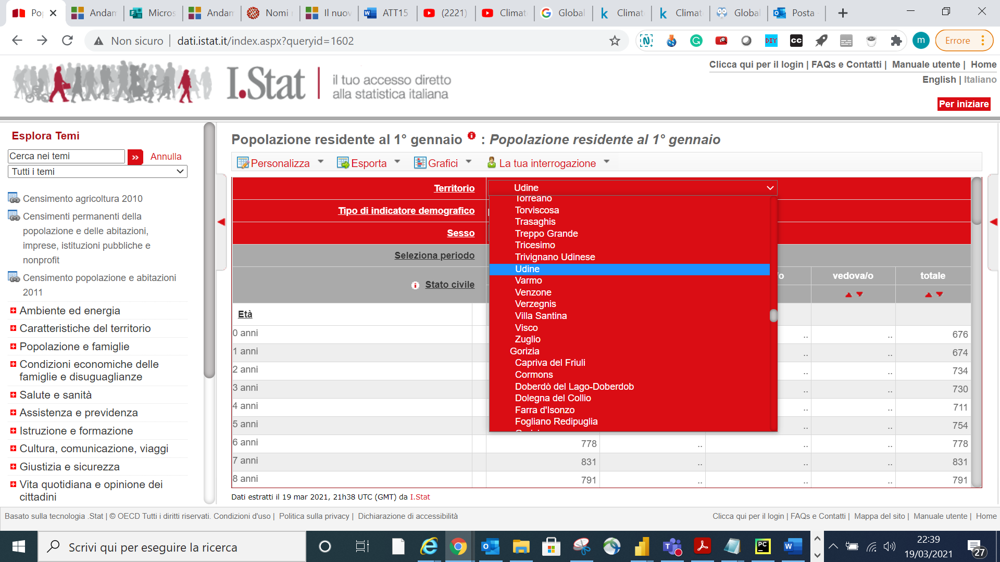 Po
Andam
Micros
Andam
Nomi
Il nuov
ATT15
(2221)
Climat
Global
Climat
Climat
Global
Posta
Non sicuro
dati.istat.it/index.aspx?queryid=1602
DIY
CC
m
Errore
I.Stat
il tuo accesso diretto
alla statistica italiana
Clicca qui per il login | FAQs e Contatti | Manuale utente | Home
English | Italiano
Per iniziare
Esplora Temi
Cerca nei temi
»
Annulla
Tutti i temi
Censimento agricoltura 2010
Censimenti permanenti della
popolazione e delle abitazioni,
imprese, istituzioni pubbliche e
nonprofit
Censimento popolazione e abitazioni
2011
Ambiente ed energia
Caratteristiche del territorio
Popolazione e famiglie
Condizioni economiche delle
famiglie e disuguaglianze
Salute e sanità
Assistenza e previdenza
Istruzione e formazione
Cultura, comunicazione, viaggi
Giustizia e sicurezza
Vita quotidiana e opinione dei
cittadini
Popolazione residente al 1° gennaio : Popolazione residente al 1° gennaio
Personalizza
Esporta
Grafici
La tua interrogazione
Territorio
Udine
Tipo di indicatore demografico
Sesso
Seleziona periodo
Stato civile
Torreano
Torviscosa
Trasaghis
Treppo Grande
Tricesimo
Trivignano Udinese
Udine
Varmo
Venzone
Verzegnis
Villa Santina
Visco
Zuglio
Gorizia
Capriva del Friuli
Cormons
Doberdò del Lago-Doberdob
Dolegna del Collio
Farra d'Isonzo
Fogliano Redipuglia
/o
vedova/o
totale
Età
0 anni .. .. 676
1 anni .. .. 674
2 anni .. .. 734
3 anni .. .. 730
4 anni .. .. 711
5 anni .. .. 754
6 anni 778 .. .. .. 778
7 anni 831 .. .. .. 831
8 anni 791 .. .. .. 791
Dati estratti il 19 mar 2021, 21h38 UTC (GMT) da I.Stat
Basato sulla tecnologia .Stat | © OECD Tutti i diritti riservati. Condizioni d'uso | Politica sulla privacy | Dichiarazione di accessibilità
Clicca qui per il login | FAQs e Contatti | Mappa del sito | Manuale utente | Home
Scrivi qui per eseguire la ricerca
22:39
19/03/2021
27